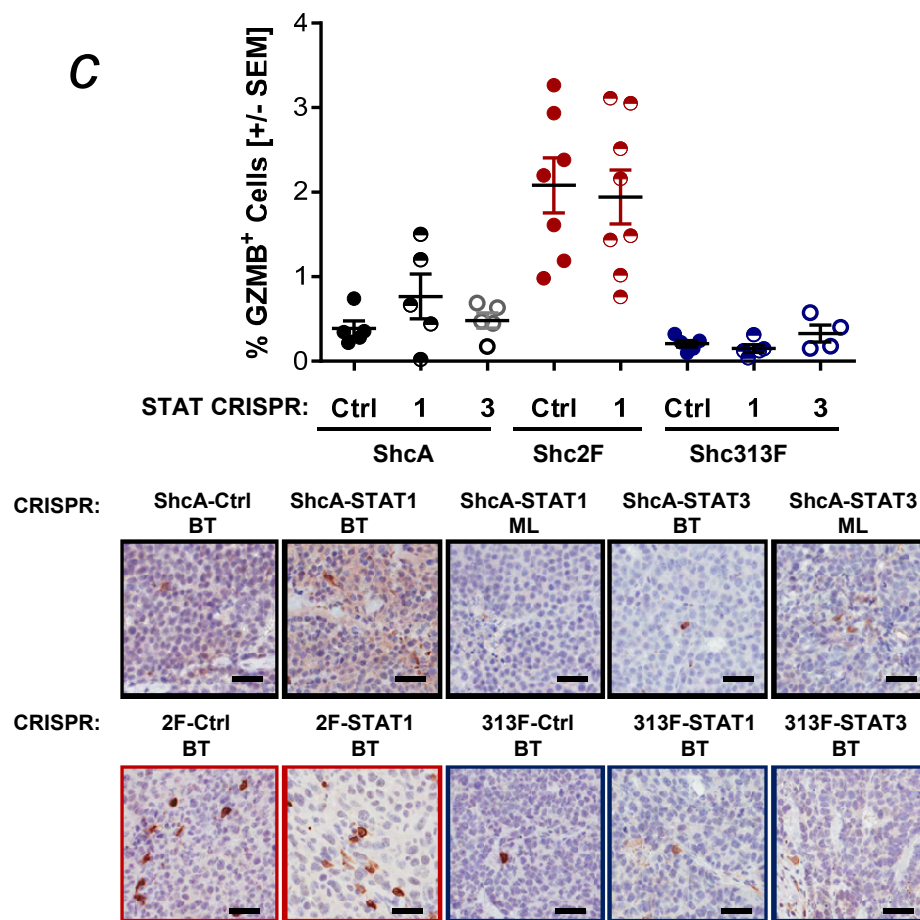 C
% GZMB⁺ Cells [+/- SEM]
4
3
2
1
0
STAT CRISPR: Ctrl 1 3 Ctrl 1 Ctrl 1 3
ShcA Shc2F Shc313F
CRISPR: ShcA-Ctrl ShcA-STAT1 ShcA-STAT1 ShcA-STAT3 ShcA-STAT3
BT BT ML BT ML
CRISPR: 2F-Ctrl 2F-STAT1 313F-Ctrl 313F-STAT1 313F-STAT3
BT BT BT BT BT